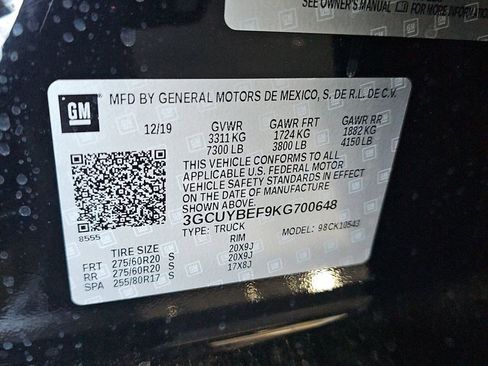 SEE OWNER'S MANUAL FOR MORE
GM
MFD BY GENERAL MOTORS DE MEXICO, S. DE R.L. DE C.V.
12/19 GVWR GAWR FRT GAWR RR
3311 KG 1724 KG 1882 KG
7300 LB 3800 LB 4150 LB
THIS VEHICLE CONFORMS TO ALL
APPLICABLE U.S. FEDERAL MOTOR
VEHICLE SAFETY STANDARDS IN EFFECT
ON THE DATE OF MANUFACTURE
SHOWN ABOVE.
3GCUYBEF9KG700648
8555
TYPE: TRUCK MODEL: 98CK10543
TIRE SIZE RIM
FRT 275/60R20 S 20X9J
RR 275/60R20 S 20X9J
SPA 255/80R17 S 17X8J